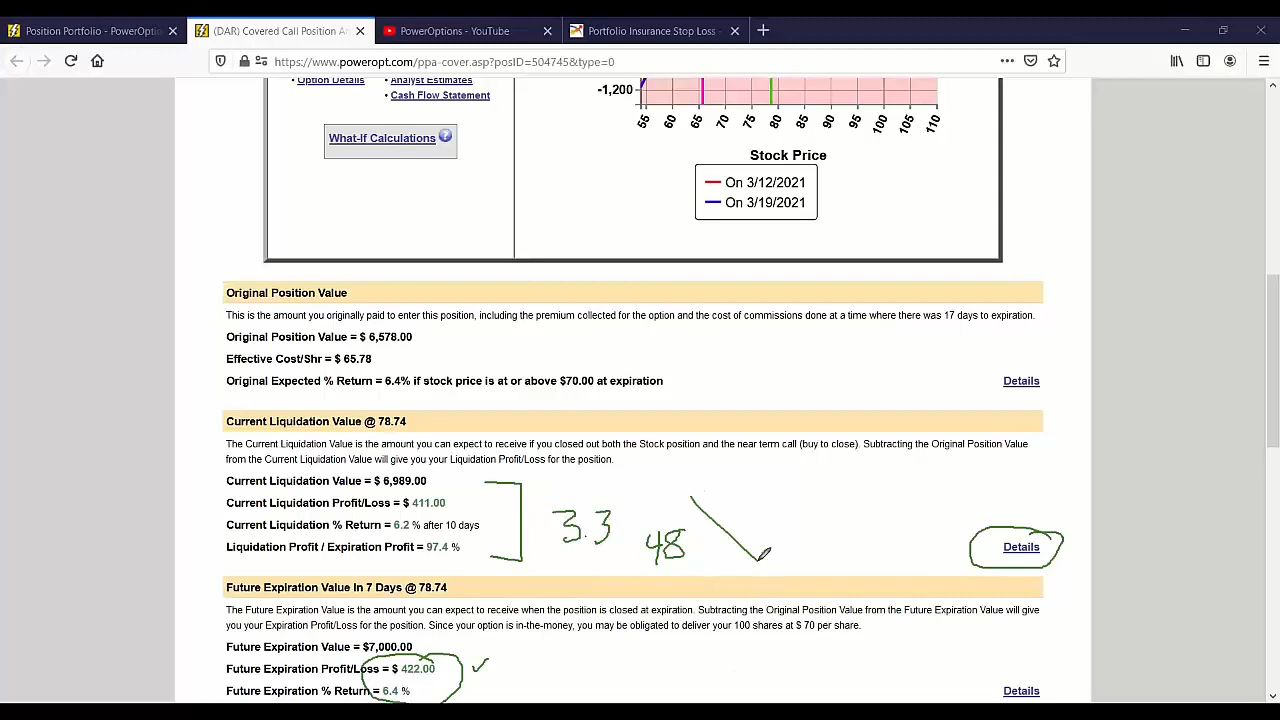 Position Portfolio - PowerOptio
(DAR) Covered Call Position A
PowerOptions - YouTube
Portfolio Insurance Stop Loss -
https://www.poweropt.com/ppa-cover.asp?posID=504745&type=0
Option Details
Analyst Estimates
Cash Flow Statement
What-If Calculations
-1,200
55 60 65 70 75 80 85 90 95 100 105 110
Stock Price
On 3/12/2021
On 3/19/2021
Original Position Value
This is the amount you originally paid to enter this position, including the premium collected for the option and the cost of commissions done at a time where there was 17 days to expiration.
Original Position Value = $ 6,578.00
Effective Cost/Shr = $ 65.78
Original Expected % Return = 6.4% if stock price is at or above $70.00 at expiration
Details
Current Liquidation Value @ 78.74
The Current Liquidation Value is the amount you can expect to receive if you closed out both the Stock position and the near term call (buy to close). Subtracting the Original Position Value
from the Current Liquidation Value will give you your Liquidation Profit/Loss for the position.
Current Liquidation Value = $ 6,989.00
Current Liquidation Profit/Loss = $ 411.00
Current Liquidation % Return = 6.2 % after 10 days
Liquidation Profit / Expiration Profit = 97.4 %
3.3
48
Details
Future Expiration Value In 7 Days @ 78.74
The Future Expiration Value is the amount you can expect to receive when the position is closed at expiration. Subtracting the Original Position Value from the Future Expiration Value will give
you your Expiration Profit/Loss for the position. Since your option is in-the-money, you may be obligated to deliver your 100 shares at $ 70 per share.
Future Expiration Value = $7,000.00
Future Expiration Profit/Loss = $ 422.00
Future Expiration % Return = 6.4 %
Details